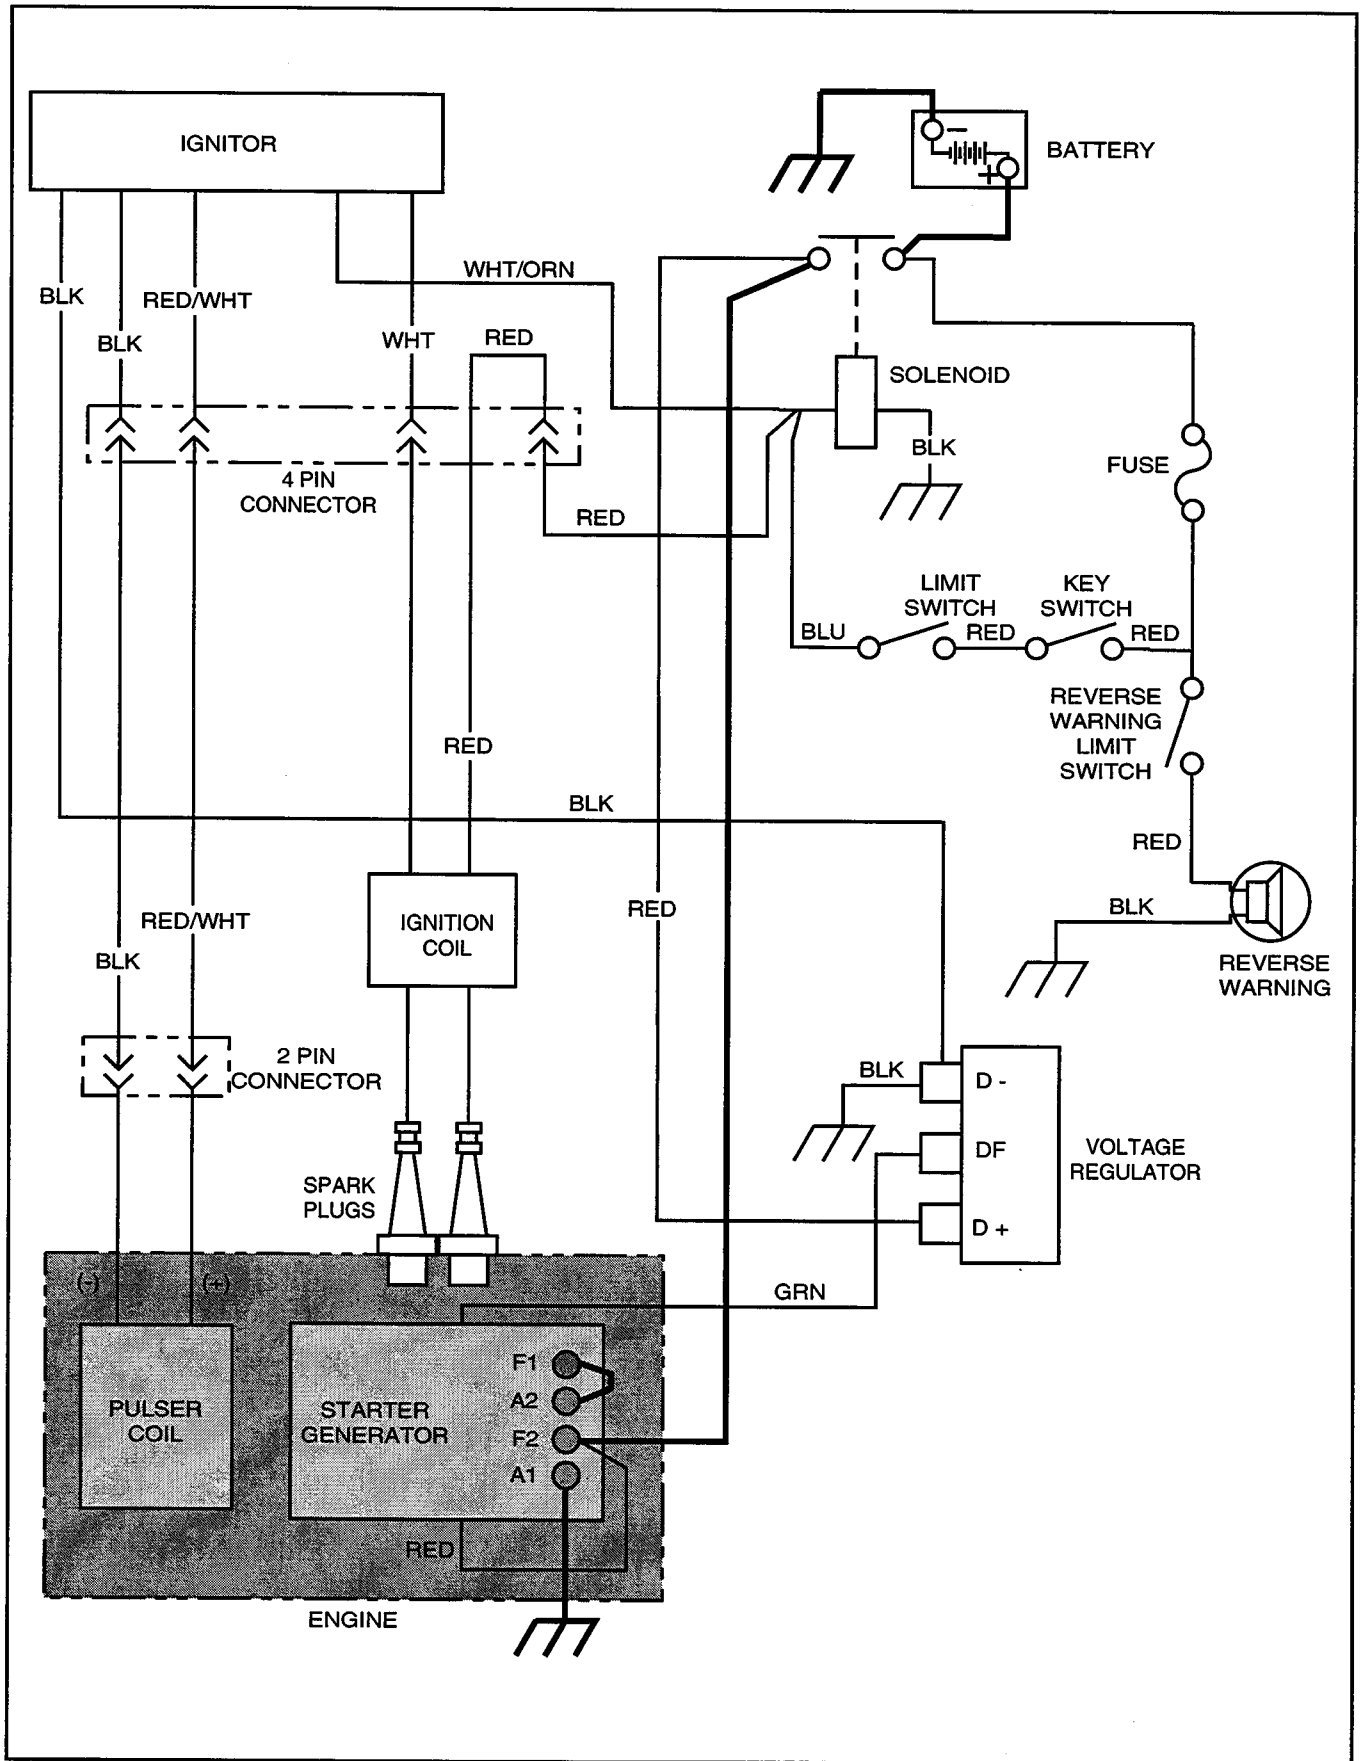 IGNITOR
−
+
BATTERY
BLK
RED/WHT
WHT/ORN
BLK
WHT
RED
SOLENOID
BLK
FUSE
4 PIN
CONNECTOR
RED
LIMIT
SWITCH
KEY
SWITCH
BLU
RED
RED
REVERSE
WARNING
LIMIT
SWITCH
RED
BLK
RED
RED/WHT
BLK
IGNITION
COIL
RED
BLK
REVERSE
WARNING
2 PIN
CONNECTOR
BLK
D -
DF
D +
VOLTAGE
REGULATOR
SPARK
PLUGS
(-)
(+)
GRN
PULSER
COIL
STARTER
GENERATOR
F1
A2
F2
A1
RED
ENGINE